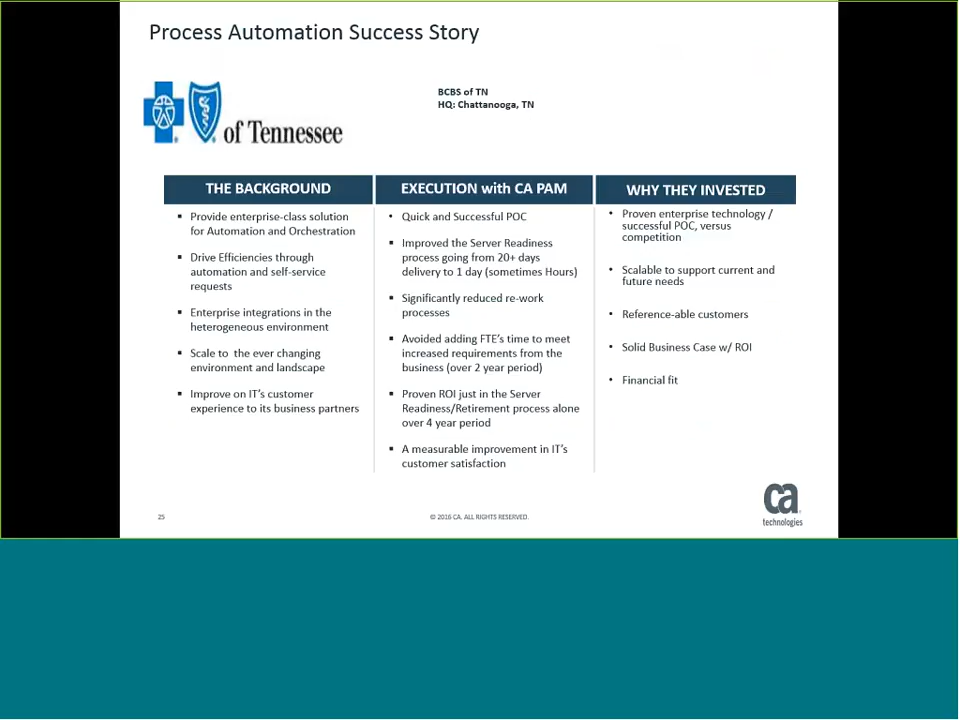 Process Automation Success Story
of Tennessee
BCBS of TN
HQ: Chattanooga, TN
THE BACKGROUND
▪ Provide enterprise-class solution
for Automation and Orchestration
▪ Drive Efficiencies through
automation and self-service
requests
▪ Enterprise integrations in the
heterogeneous environment
▪ Scale to the ever changing
environment and landscape
▪ Improve on IT’s customer
experience to its business partners
EXECUTION with CA PAM
• Quick and Successful POC
▪ Improved the Server Readiness
process going from 20+ days
delivery to 1 day (sometimes Hours)
▪ Significantly reduced re-work
processes
▪ Avoided adding FTE’s time to meet
increased requirements from the
business (over 2 year period)
▪ Proven ROI just in the Server
Readiness/Retirement process alone
over 4 year period
▪ A measurable improvement in IT’s
customer satisfaction
WHY THEY INVESTED
• Proven enterprise technology /
successful POC, versus
competition
• Scalable to support current and
future needs
• Reference-able customers
• Solid Business Case w/ ROI
• Financial fit
25
© 2016 CA. ALL RIGHTS RESERVED.
ca
technologies